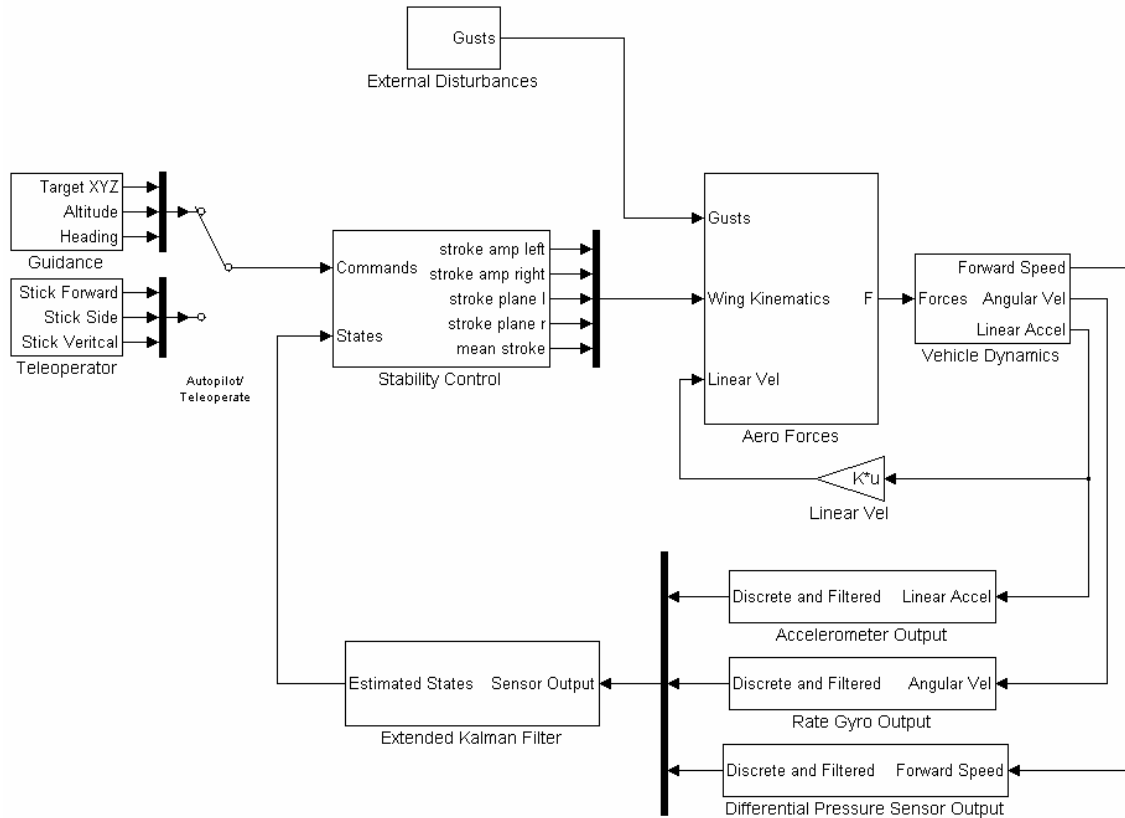 Gusts
External Disturbances
Target XYZ
Altitude
Heading
Guidance
Stick Forward
Stick Side
Stick Veritcal
Teleoperator
Autopilot/
Teleoperate
Commands
States
stroke amp left
stroke amp right
stroke plane l
stroke plane r
mean stroke
Stability Control
Gusts
Wing Kinematics
F
Linear Vel
Aero Forces
Forces
Forward Speed
Angular Vel
Linear Accel
Vehicle Dynamics
K*u
Linear Vel
Discrete and Filtered
Linear Accel
Accelerometer Output
Discrete and Filtered
Angular Vel
Rate Gyro Output
Discrete and Filtered
Forward Speed
Differential Pressure Sensor Output
Estimated States
Sensor Output
Extended Kalman Filter